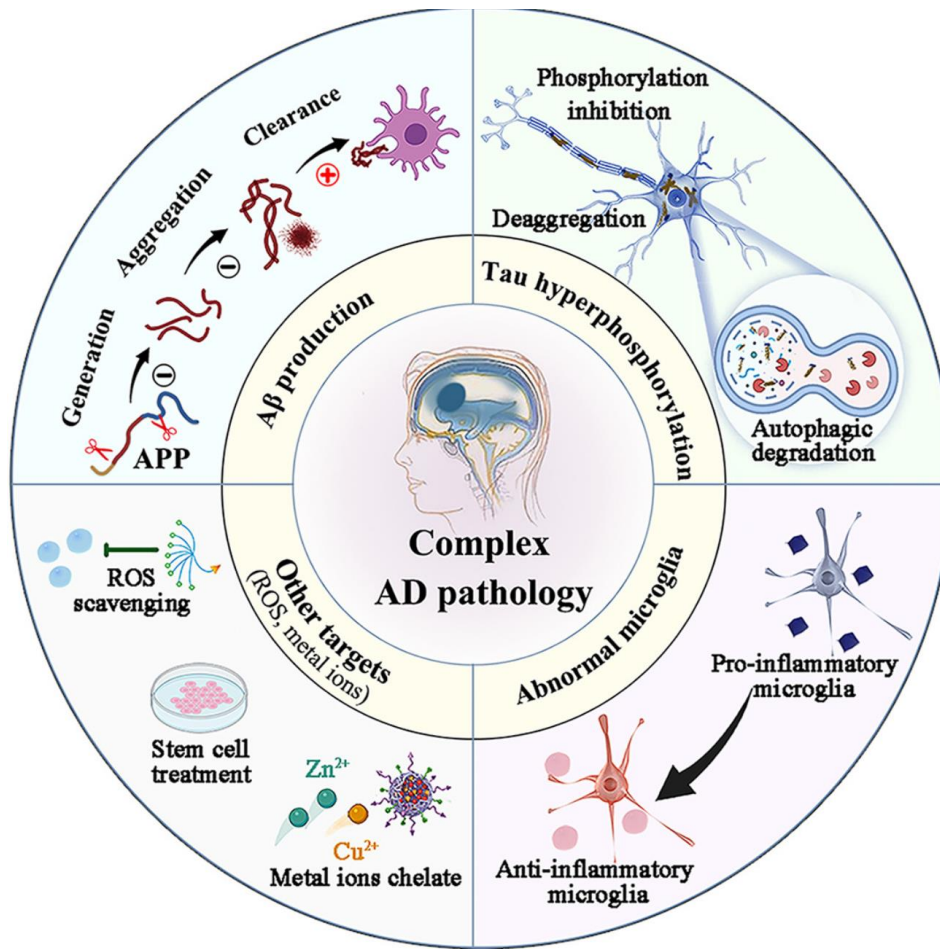 Clearance
Aggregation
Generation
APP
Aβ production
Phosphorylation
inhibition
Deaggregation
Tau hyperphosphorylation
Autophagic
degradation
Complex
AD pathology
ROS
scavenging
Other targets
(ROS, metal ions)
Stem cell
treatment
Zn²⁺
Cu²⁺
Metal ions chelate
Abnormal microglia
Pro-inflammatory
microglia
Anti-inflammatory
microglia